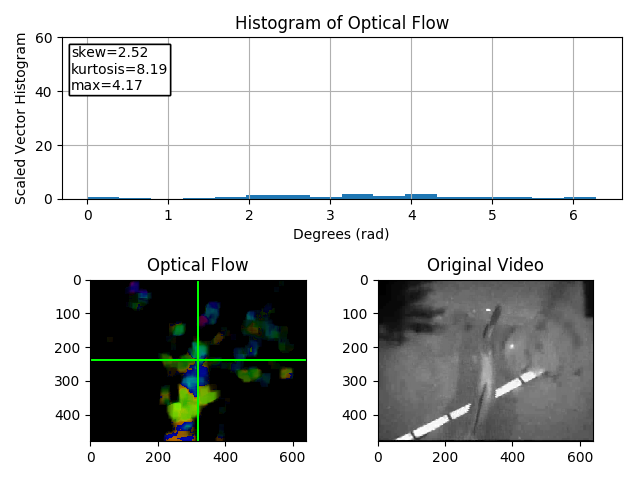 Histogram of Optical Flow
Scaled Vector Histogram
60
40
20
0
skew=2.52
kurtosis=8.19
max=4.17
0 1 2 3 4 5 6
Degrees (rad)
Optical Flow
0
100
200
300
400
0 200 400 600
Original Video
0
100
200
300
400
0 200 400 600